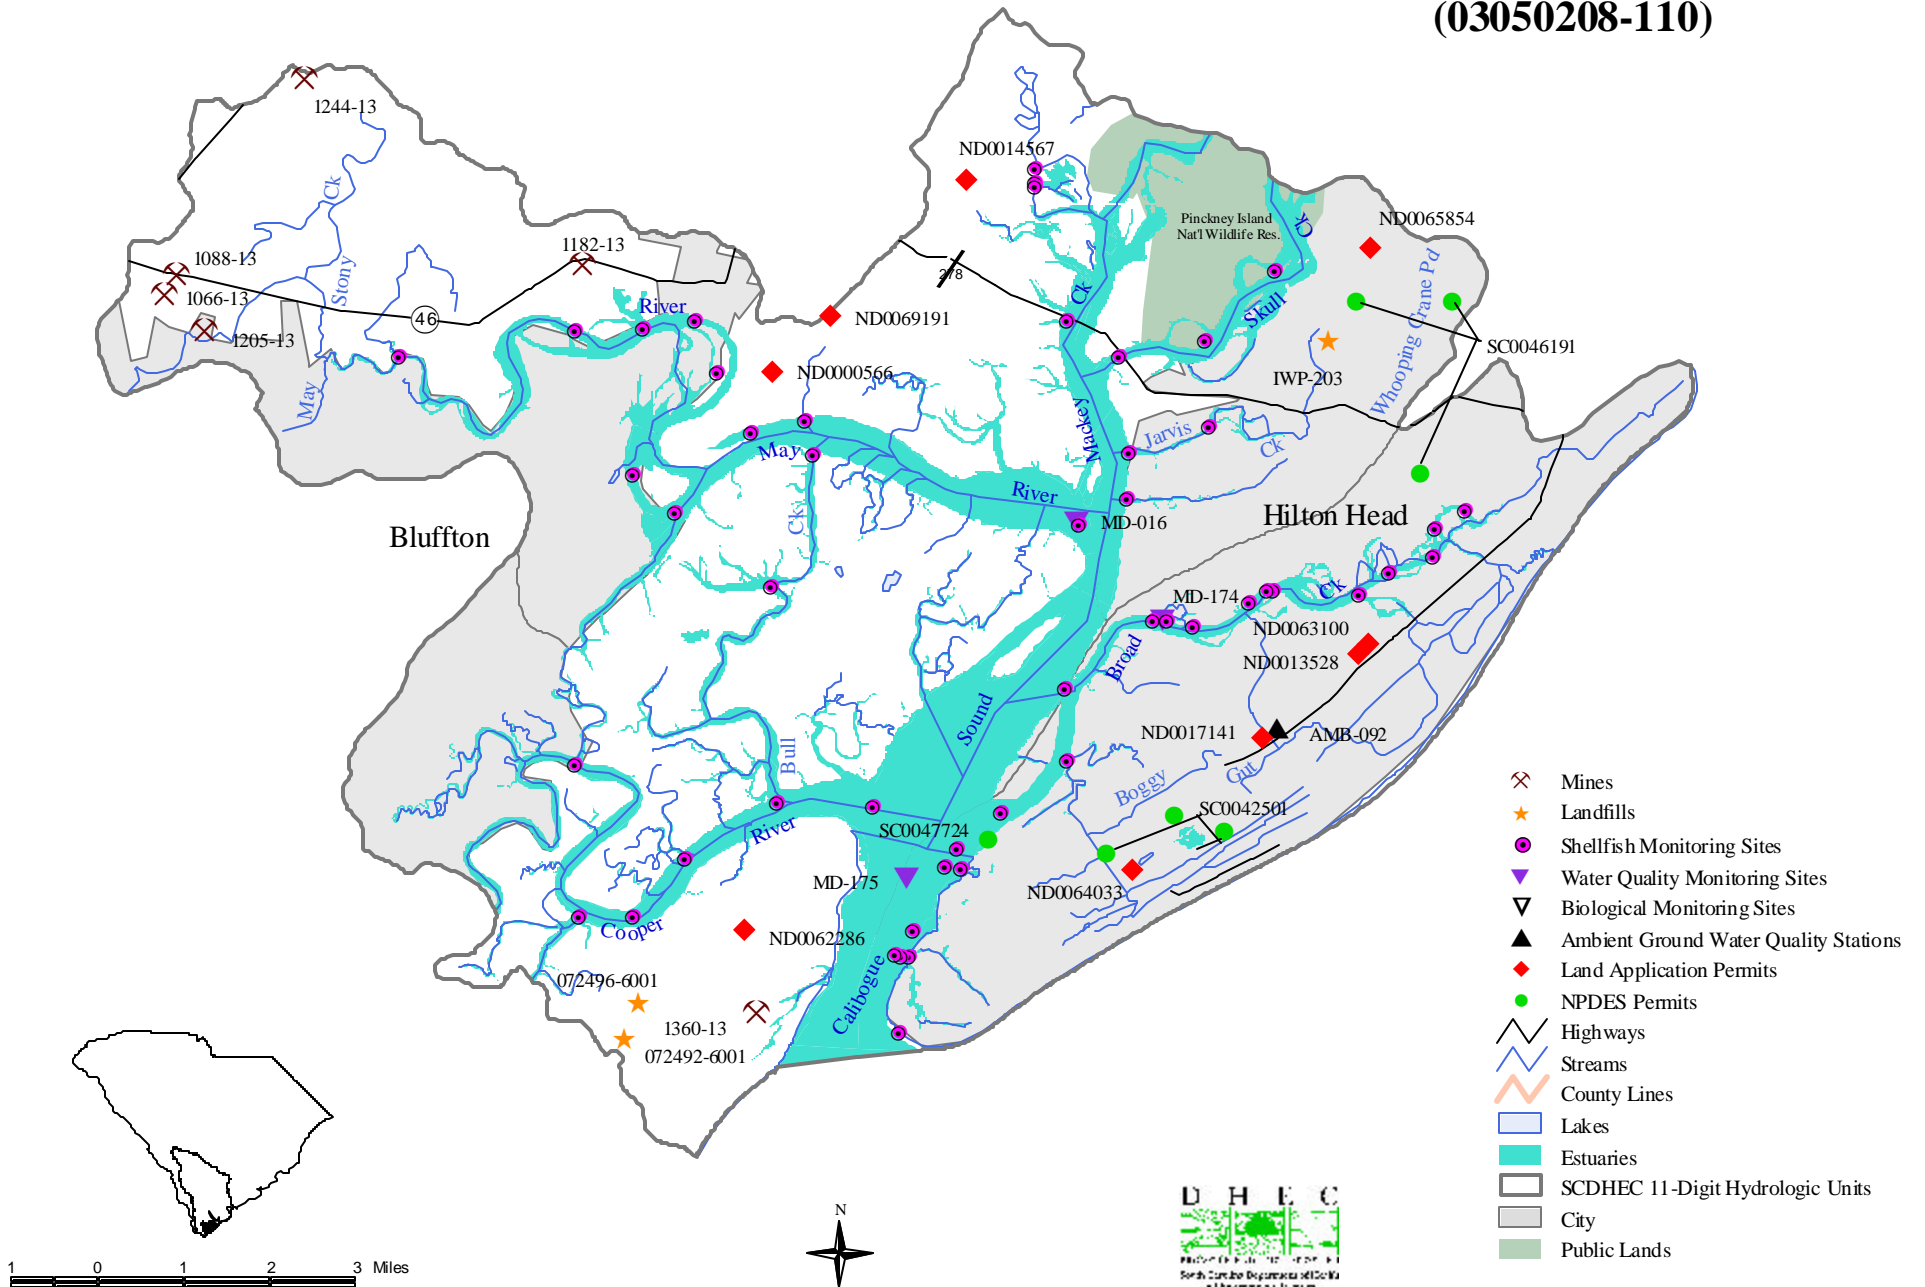 (03050208-110)
1244-13
Ck
Stony
1088-13
1066-13
1205-13
1182-13
46
May
River
ND0014567
278
ND0069191
ND0000566
Pinckney Island
Nat'l Wildlife Res.
Ck
ND0065854
Ck
Skull
Whooping Crane Pd
SC0046191
IWP-203
Mackey
Jarvis
Ck
May
River
Ck
MD-016
Bluffton
Hilton Head
MD-174
Ck
ND0063100
ND0013528
Broad
Sound
ND0017141
AMB-092
Bull
Boggy
Gut
SC0042501
River
SC0047724
MD-175
ND0064033
Cooper
ND0062286
Calibogue
072496-6001
1360-13
072492-6001
Mines
Landfills
Shellfish Monitoring Sites
Water Quality Monitoring Sites
Biological Monitoring Sites
Ambient Ground Water Quality Stations
Land Application Permits
NPDES Permits
Highways
Streams
County Lines
Lakes
Estuaries
SCDHEC 11-Digit Hydrologic Units
City
Public Lands
N
1 0 1 2 3 Miles
D H E C